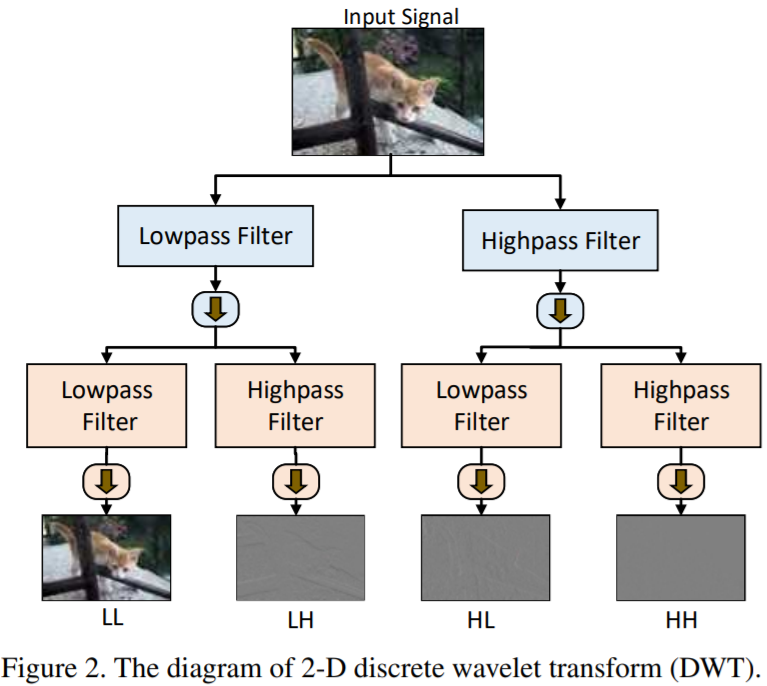 Input Signal
Lowpass Filter
Highpass Filter
Lowpass
Filter
Highpass
Filter
Lowpass
Filter
Highpass
Filter
LL
LH
HL
HH
Figure 2. The diagram of 2-D discrete wavelet transform (DWT).